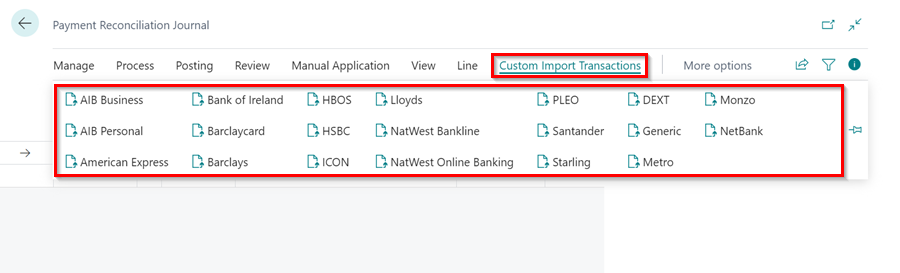 Payment Reconciliation Journal
Manage Process Posting Review Manual Application View Line Custom Import Transactions More options
AIB Business Bank of Ireland HBOS Lloyds PLEO DEXT Monzo
AIB Personal Barclaycard HSBC NatWest Bankline Santander Generic NetBank
American Express Barclays ICON NatWest Online Banking Starling Metro